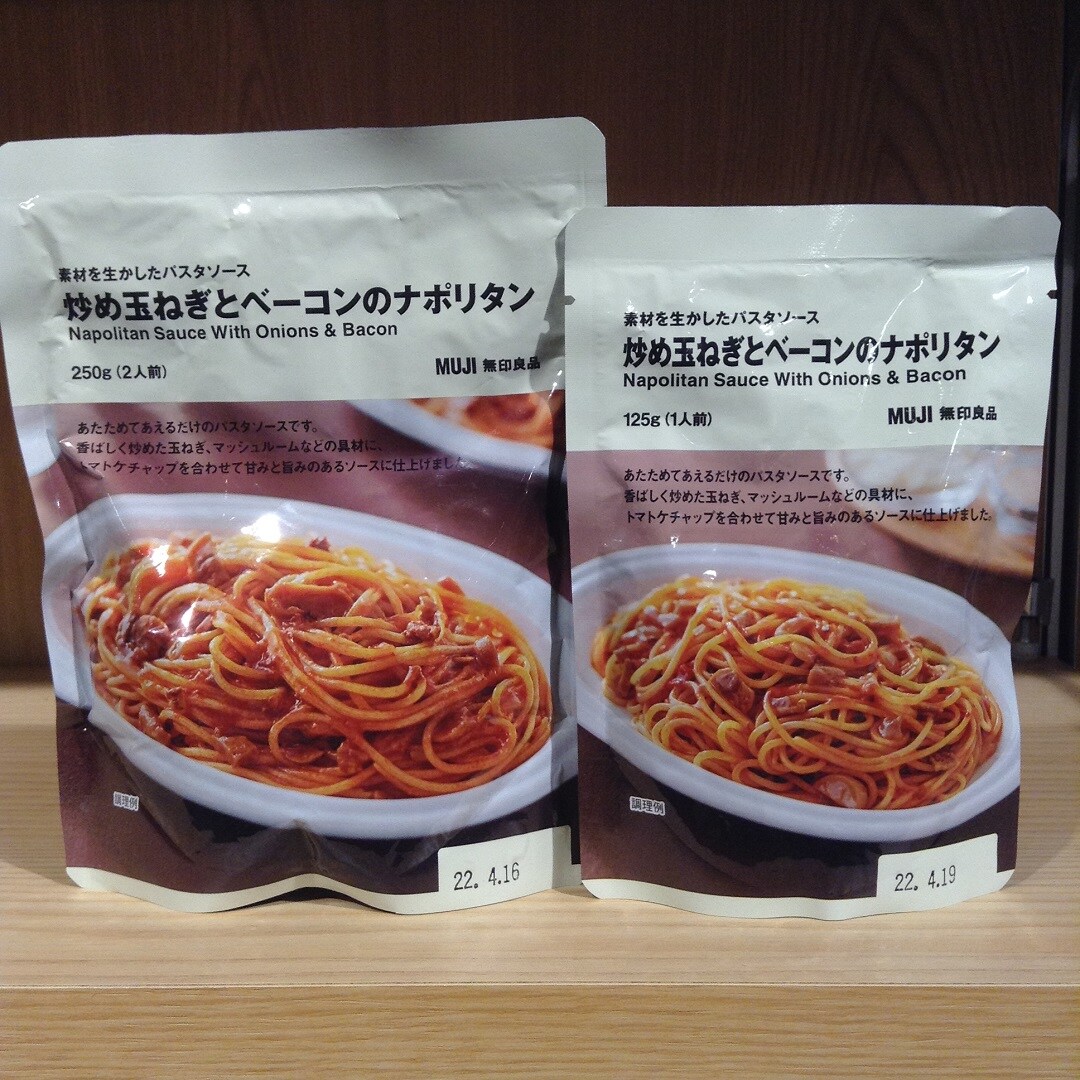 素材を生かしたパスタソース
炒め玉ねぎとベーコンのナポリタン
Napolitan Sauce With Onions & Bacon
250g(2人前)
MUJI 無印良品
あたためてあえるだけのパスタソースです。
香ばしく炒めた玉ねぎ、マッシュルームなどの具材に、
トマトケチャップを合わせて甘みと旨みのあるソースに仕上げました。
調理例
22. 4.16
素材を生かしたパスタソース
炒め玉ねぎとベーコンのナポリタン
Napolitan Sauce With Onions & Bacon
125g(1人前)
MUJI 無印良品
あたためてあえるだけのパスタソースです。
香ばしく炒めた玉ねぎ、マッシュルームなどの具材に、
トマトケチャップを合わせて甘みと旨みのあるソースに仕上げました。
調理例
22. 4.19